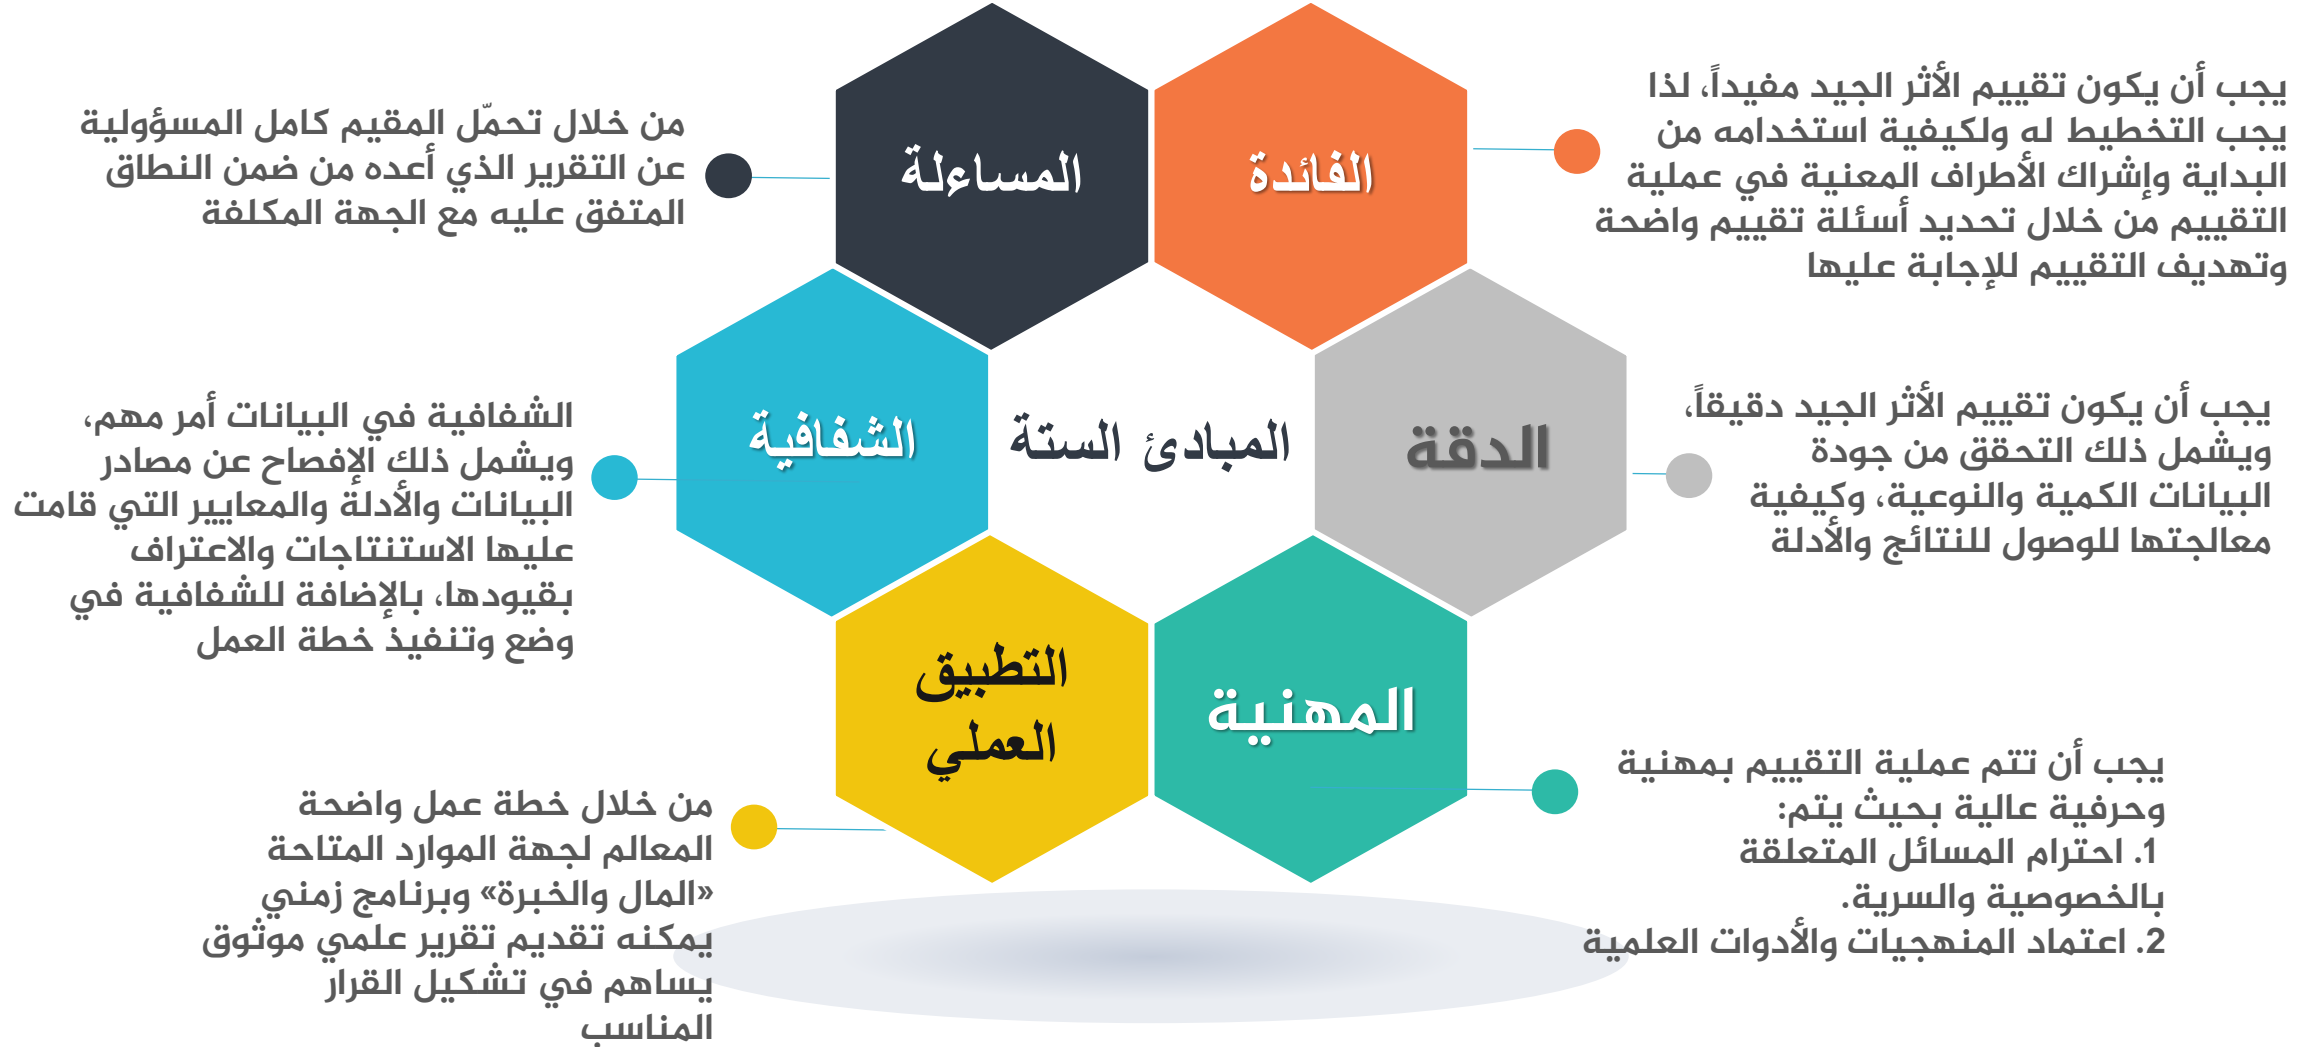 المبادئ الستة
الفائدة
يجب أن يكون تقييم الأثر الجيد مفيداً، لذا
يجب التخطيط له ولكيفية استخدامه من
البداية وإشراك الأطراف المعنية في عملية
التقييم من خلال تحديد أسئلة تقييم واضحة
وتهديف التقييم للإجابة عليها
الدقة
يجب أن يكون تقييم الأثر الجيد دقيقاً،
ويشمل ذلك التحقق من جودة
البيانات الكمية والنوعية، وكيفية
معالجتها للوصول للنتائج والأدلة
المهنية
يجب أن تتم عملية التقييم بمهنية
وحرفية عالية بحيث يتم:
1. احترام المسائل المتعلقة
بالخصوصية والسرية.
2. اعتماد المنهجيات والأدوات العلمية
المساءلة
من خلال تحمّل المقيم كامل المسؤولية
عن التقرير الذي أعده من ضمن النطاق
المتفق عليه مع الجهة المكلفة
الشفافية
الشفافية في البيانات أمر مهم،
ويشمل ذلك الإفصاح عن مصادر
البيانات والأدلة والمعايير التي قامت
عليها الاستنتاجات والاعتراف
بقيودها، بالإضافة للشفافية في
وضع وتنفيذ خطة العمل
التطبيق
العملي
من خلال خطة عمل واضحة
المعالم لجهة الموارد المتاحة
«المال والخبرة» وبرنامج زمني
يمكنه تقديم تقرير علمي موثوق
يساهم في تشكيل القرار
المناسب